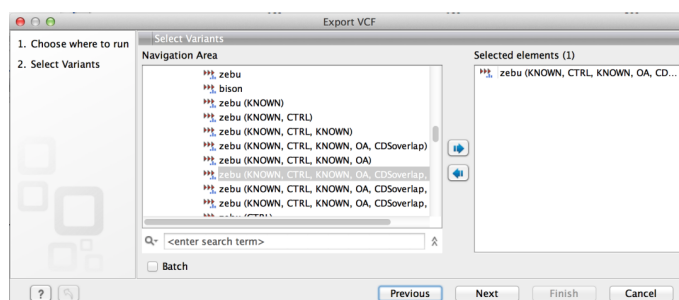 Export VCF
1. Choose where to run
2. Select Variants
Select Variants
Navigation Area
zebu
bison
zebu (KNOWN)
zebu (KNOWN, CTRL)
zebu (KNOWN, CTRL, KNOWN)
zebu (KNOWN, CTRL, KNOWN, OA, CDSoverlap)
zebu (KNOWN, CTRL, KNOWN, OA)
zebu (KNOWN, CTRL, KNOWN, OA, CDSoverlap,
zebu (KNOWN, CTRL, KNOWN, OA, CDSoverlap,
zebu (KNOWN, CTRL, KNOWN, OA, CDSoverlap,
zebu (CTRL)
<enter search term>
Batch
Selected elements (1)
zebu (KNOWN, CTRL, KNOWN, OA, CD...
?
Previous
Next
Finish
Cancel